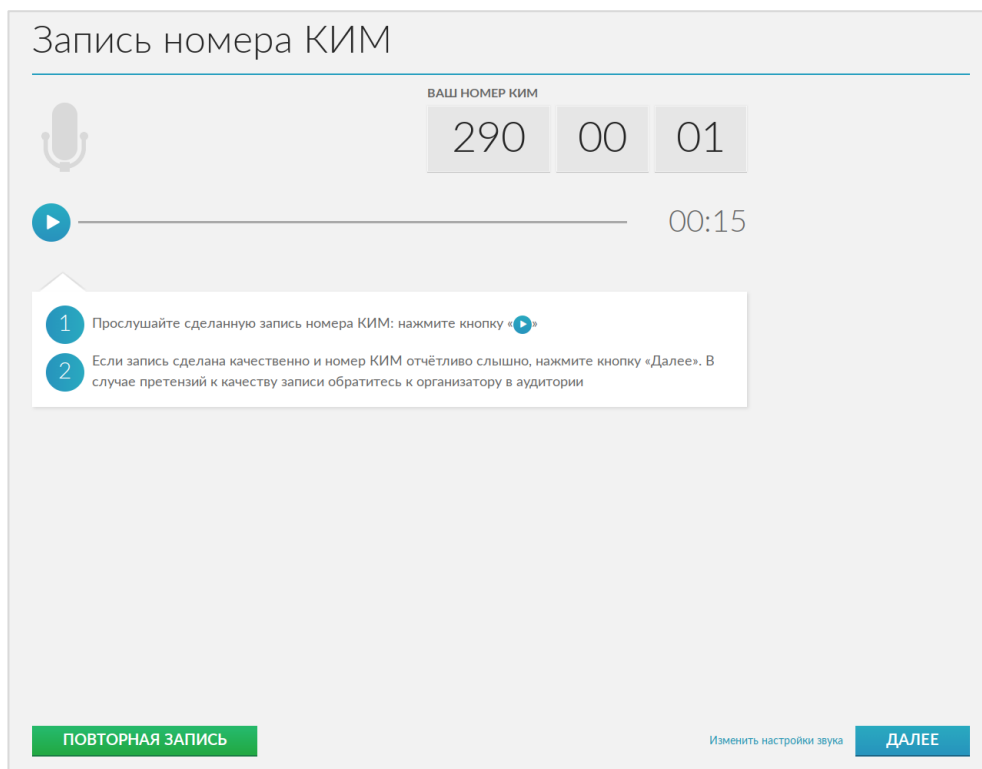 Запись номера КИМ
ВАШ НОМЕР КИМ
290 00 01
00:15
1 Прослушайте сделанную запись номера КИМ: нажмите кнопку «»
2 Если запись сделана качественно и номер КИМ отчётливо слышно, нажмите кнопку «Далее». В
случае претензий к качеству записи обратитесь к организатору в аудитории
ПОВТОРНАЯ ЗАПИСЬ
Изменить настройки звука
ДАЛЕЕ